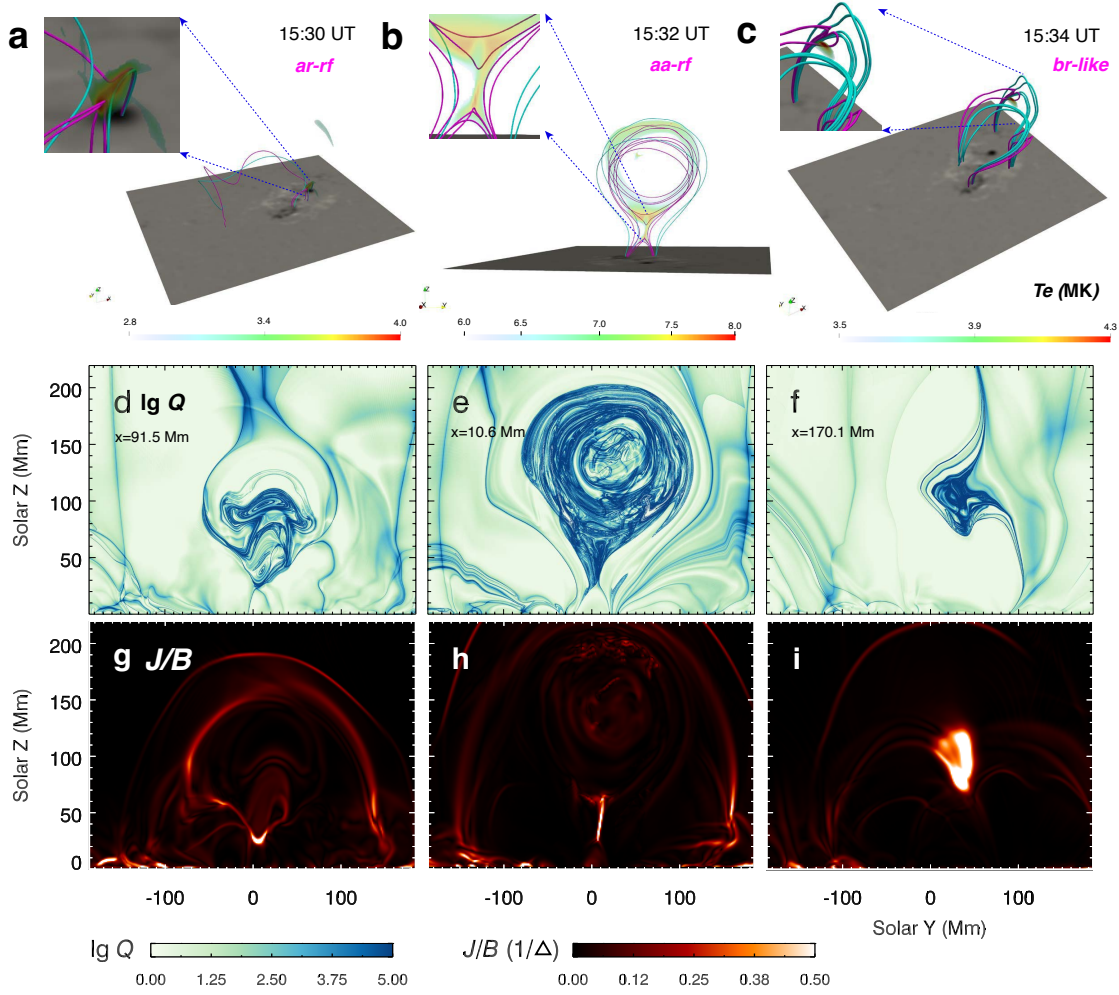 a 15:30 UT
ar-rf
b 15:32 UT
aa-rf
c 15:34 UT
br-like
Te (MK)
2.8 3.4 4.0
6.0 6.5 7.0 7.5 8.0
3.5 3.9 4.3
d lg Q
x=91.5 Mm
e
x=10.6 Mm
f
x=170.1 Mm
Solar Z (Mm)
200
150
100
50
g J/B
h
i
Solar Z (Mm)
200
150
100
50
0
-100 0 100
-100 0 100
-100 0 100
Solar Y (Mm)
lg Q
0.00 1.25 2.50 3.75 5.00
J/B (1/Δ)
0.00 0.12 0.25 0.38 0.50